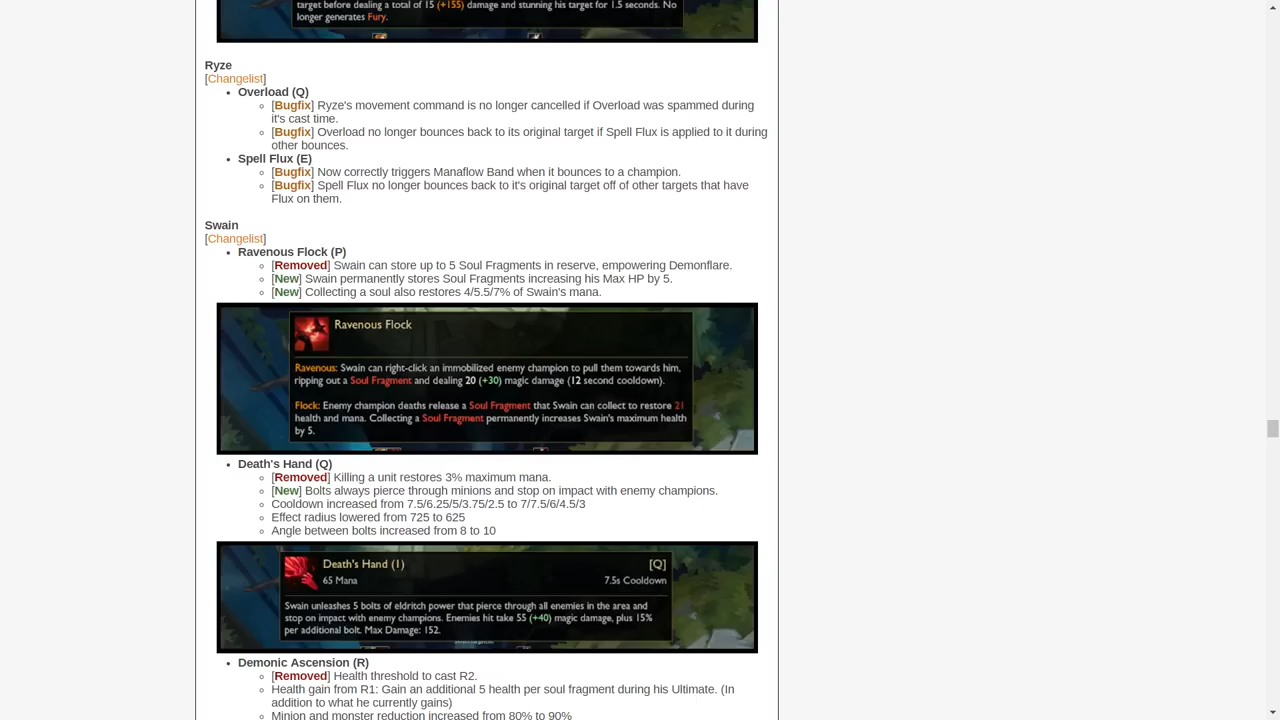 target before dealing a total of 15 (+155) damage and stunning his target for 1.5 seconds. No
longer generates Fury.
Ryze
[Changelist]
Overload (Q)
[Bugfix] Ryze's movement command is no longer cancelled if Overload was spammed during
it's cast time.
[Bugfix] Overload no longer bounces back to its original target if Spell Flux is applied to it during
other bounces.
Spell Flux (E)
[Bugfix] Now correctly triggers Manaflow Band when it bounces to a champion.
[Bugfix] Spell Flux no longer bounces back to it's original target off of other targets that have
Flux on them.
Swain
[Changelist]
Ravenous Flock (P)
[Removed] Swain can store up to 5 Soul Fragments in reserve, empowering Demonflare.
[New] Swain permanently stores Soul Fragments increasing his Max HP by 5.
[New] Collecting a soul also restores 4/5.5/7% of Swain's mana.
Ravenous Flock
Ravenous: Swain can right-click an immobilized enemy champion to pull them towards him,
ripping out a Soul Fragment and dealing 20 (+30) magic damage (12 second cooldown).
Flock: Enemy champion deaths release a Soul Fragment that Swain can collect to restore 21
health and mana. Collecting a Soul Fragment permanently increases Swain's maximum health
by 5.
Death's Hand (Q)
[Removed] Killing a unit restores 3% maximum mana.
[New] Bolts always pierce through minions and stop on impact with enemy champions.
Cooldown increased from 7.5/6.25/5/3.75/2.5 to 7/7.5/6/4.5/3
Effect radius lowered from 725 to 625
Angle between bolts increased from 8 to 10
Death's Hand (1) [Q]
65 Mana 7.5s Cooldown
Swain unleashes 5 bolts of eldritch power that pierce through all enemies in the area and
stop on impact with enemy champions. Enemies hit take 55 (+40) magic damage, plus 15%
per additional bolt. Max Damage: 152.
Demonic Ascension (R)
[Removed] Health threshold to cast R2.
Health gain from R1: Gain an additional 5 health per soul fragment during his Ultimate. (In
addition to what he currently gains)
Minion and monster reduction increased from 80% to 90%